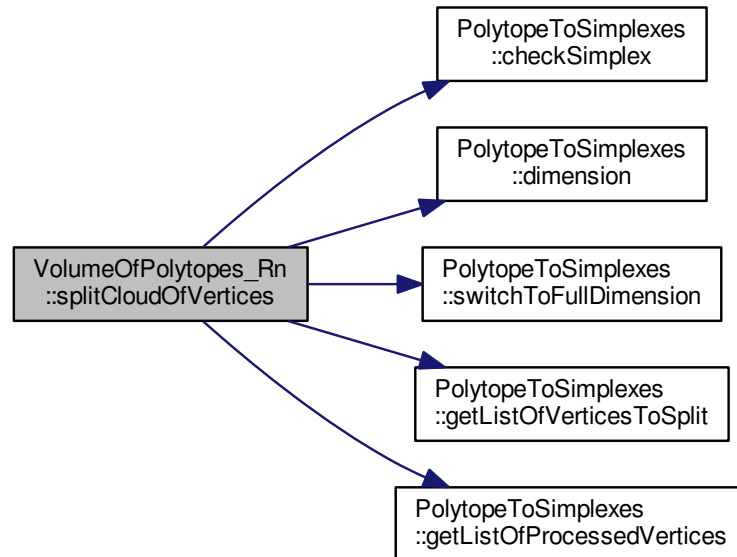 PolytopeToSimplexes
::checkSimplex
PolytopeToSimplexes
::dimension
VolumeOfPolytopes_Rn
::splitCloudOfVertices
PolytopeToSimplexes
::switchToFullDimension
PolytopeToSimplexes
::getListOfVerticesToSplit
PolytopeToSimplexes
::getListOfProcessedVertices